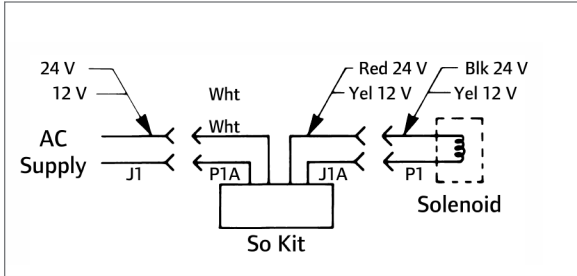 24 V
12 V
Wht
Red 24 V
Yel 12 V
Blk 24 V
Yel 12 V
AC
Supply
Wht
J1
P1A
J1A
P1
Solenoid
So Kit